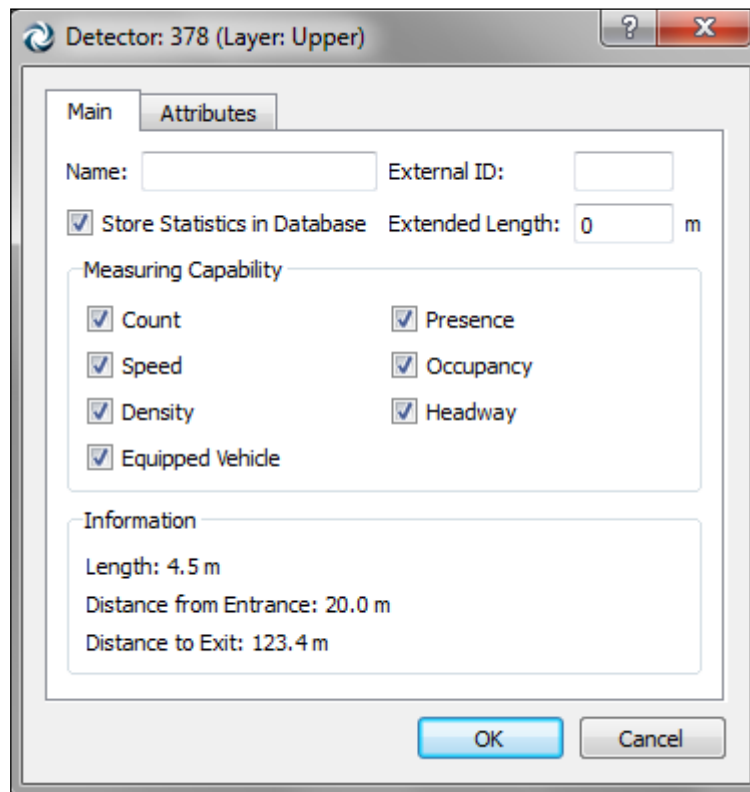 Detector: 378 (Layer: Upper)
?
Main Attributes
Name: External ID:
Store Statistics in Database Extended Length: 0 m
Measuring Capability
Count Presence
Speed Occupancy
Density Headway
Equipped Vehicle
Information
Length: 4.5 m
Distance from Entrance: 20.0 m
Distance to Exit: 123.4 m
OK Cancel